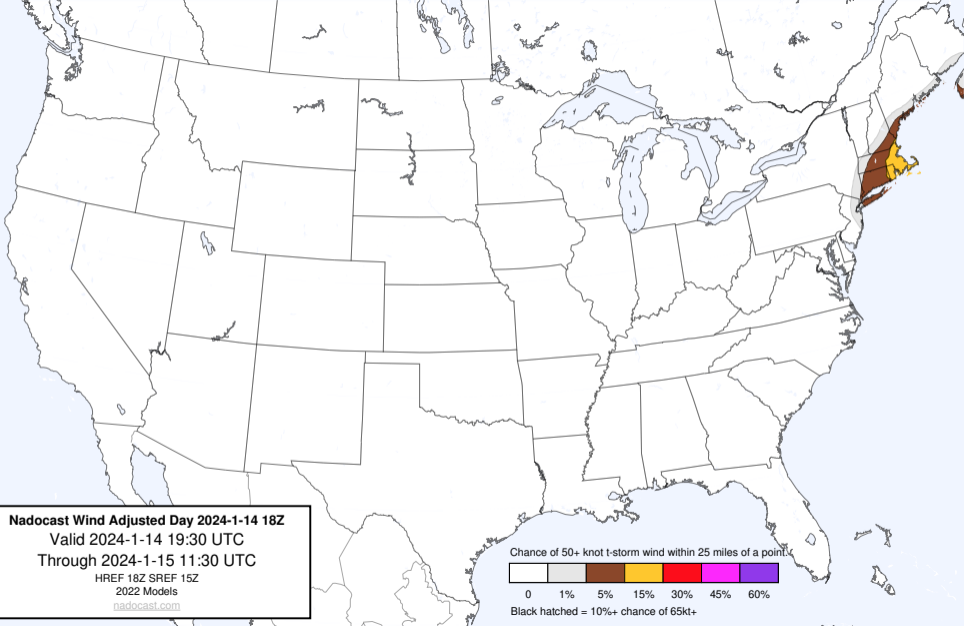 Nadocast Wind Adjusted Day 2024-1-14 18Z
Valid 2024-1-14 19:30 UTC
Through 2024-1-15 11:30 UTC
HREF 18Z SREF 15Z
2022 Models
nadocast.com
Chance of 50+ knot t-storm wind within 25 miles of a point.
0 1% 5% 15% 30% 45% 60%
Black hatched = 10%+ chance of 65kt+